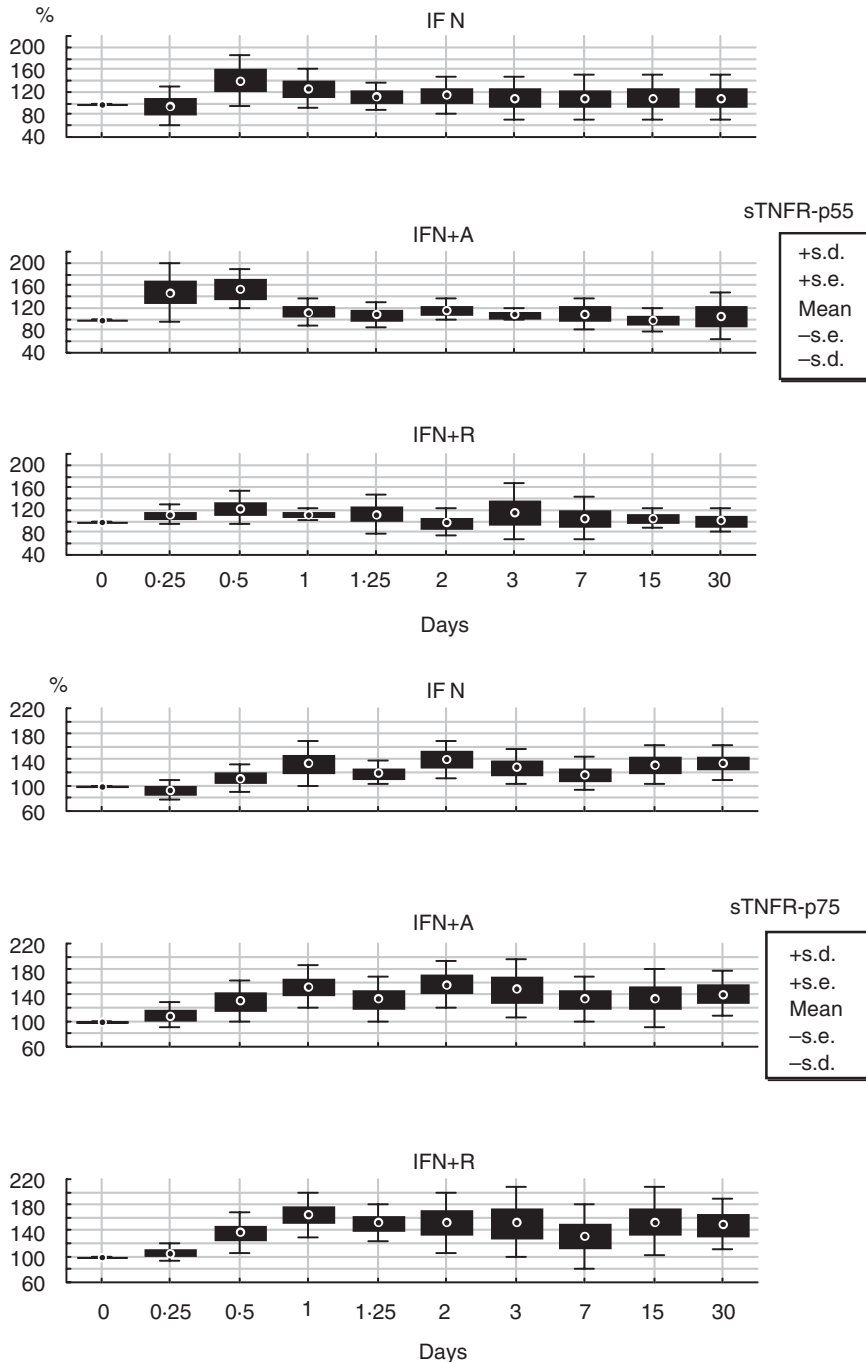 %
IF N
200
160
120
80
40
IFN+A
sTNFR-p55
200
160
120
80
40
+s.d.
+s.e.
Mean
–s.e.
–s.d.
IFN+R
200
160
120
80
40
0 0·25 0·5 1 1·25 2 3 7 15 30
Days
%
IF N
220
180
140
100
60
IFN+A
sTNFR-p75
220
180
140
100
60
+s.d.
+s.e.
Mean
–s.e.
–s.d.
IFN+R
220
180
140
100
60
0 0·25 0·5 1 1·25 2 3 7 15 30
Days